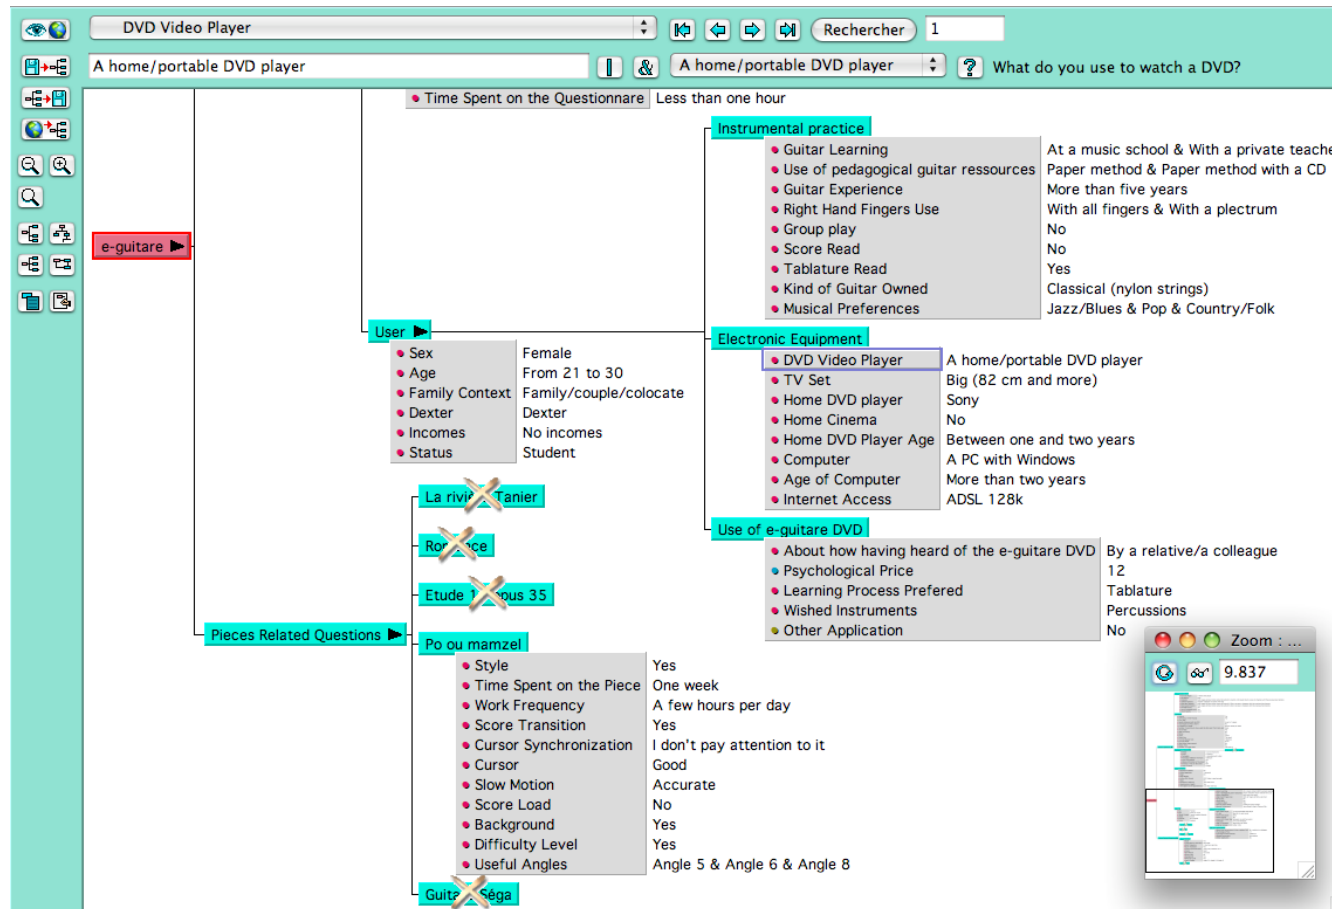 DVD Video Player
Rechercher
1
A home/portable DVD player
&
A home/portable DVD player
?
What do you use to watch a DVD?
Time Spent on the Questionnare Less than one hour
e-guitare
Instrumental practice
Guitar Learning At a music school & With a private teache
Use of pedagogical guitar ressources Paper method & Paper method with a CD
Guitar Experience More than five years
Right Hand Fingers Use With all fingers & With a plectrum
Group play No
Score Read No
Tablature Read Yes
Kind of Guitar Owned Classical (nylon strings)
Musical Preferences Jazz/Blues & Pop & Country/Folk
User
Sex Female
Age From 21 to 30
Family Context Family/couple/colocate
Dexter Dexter
Incomes No incomes
Status Student
Electronic Equipment
DVD Video Player A home/portable DVD player
TV Set Big (82 cm and more)
Home DVD player Sony
Home Cinema No
Home DVD Player Age Between one and two years
Computer A PC with Windows
Age of Computer More than two years
Internet Access ADSL 128k
Use of e-guitare DVD
About how having heard of the e-guitare DVD By a relative/a colleague
Psychological Price 12
Learning Process Prefered Tablature
Wished Instruments Percussions
Other Application No
Pieces Related Questions
La Tanier
Etude 35
Po ou mamzel
Style Yes
Time Spent on the Piece One week
Work Frequency A few hours per day
Score Transition Yes
Cursor Synchronization I don't pay attention to it
Cursor Good
Slow Motion Accurate
Score Load No
Background Yes
Difficulty Level Yes
Useful Angles Angle 5 & Angle 6 & Angle 8
Séga
Zoom : ...
9.837